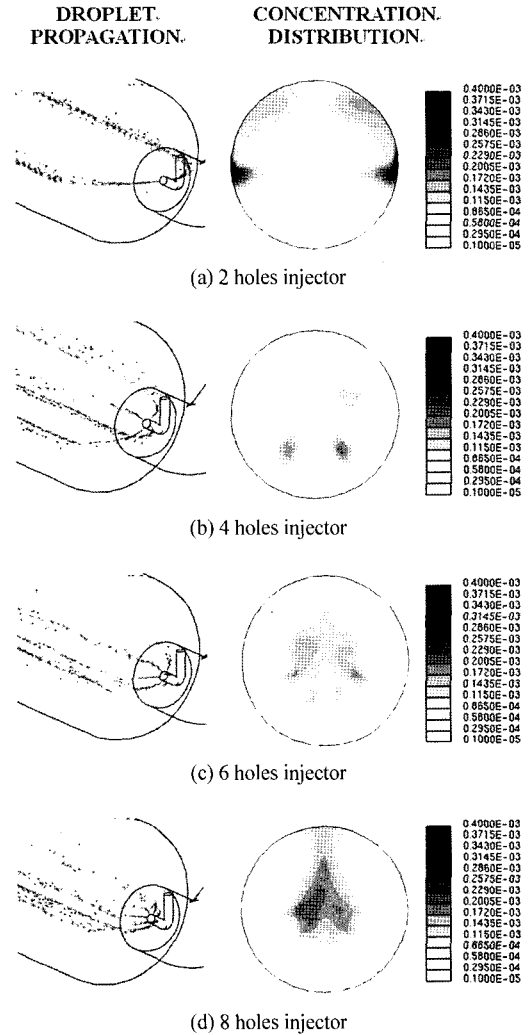 DROPLET
PROPAGATION
CONCENTRATION
DISTRIBUTION
0.4000E-03
0.3715E-03
0.3430E-03
0.3145E-03
0.2860E-03
0.2575E-03
0.2290E-03
0.2005E-03
0.1720E-03
0.1435E-03
0.1150E-03
0.8650E-04
0.5800E-04
0.2950E-04
0.1000E-05
(a) 2 holes injector
0.4000E-03
0.3715E-03
0.3430E-03
0.3145E-03
0.2860E-03
0.2575E-03
0.2290E-03
0.2005E-03
0.1720E-03
0.1435E-03
0.1150E-03
0.8650E-04
0.5800E-04
0.2950E-04
0.1000E-05
(b) 4 holes injector
0.4000E-03
0.3715E-03
0.3430E-03
0.3145E-03
0.2860E-03
0.2575E-03
0.2290E-03
0.2005E-03
0.1720E-03
0.1435E-03
0.1150E-03
0.8650E-04
0.5800E-04
0.2950E-04
0.1000E-05
(c) 6 holes injector
0.4000E-03
0.3715E-03
0.3430E-03
0.3145E-03
0.2860E-03
0.2575E-03
0.2290E-03
0.2005E-03
0.1720E-03
0.1435E-03
0.1150E-03
0.8650E-04
0.5800E-04
0.2950E-04
0.1000E-05
(d) 8 holes injector